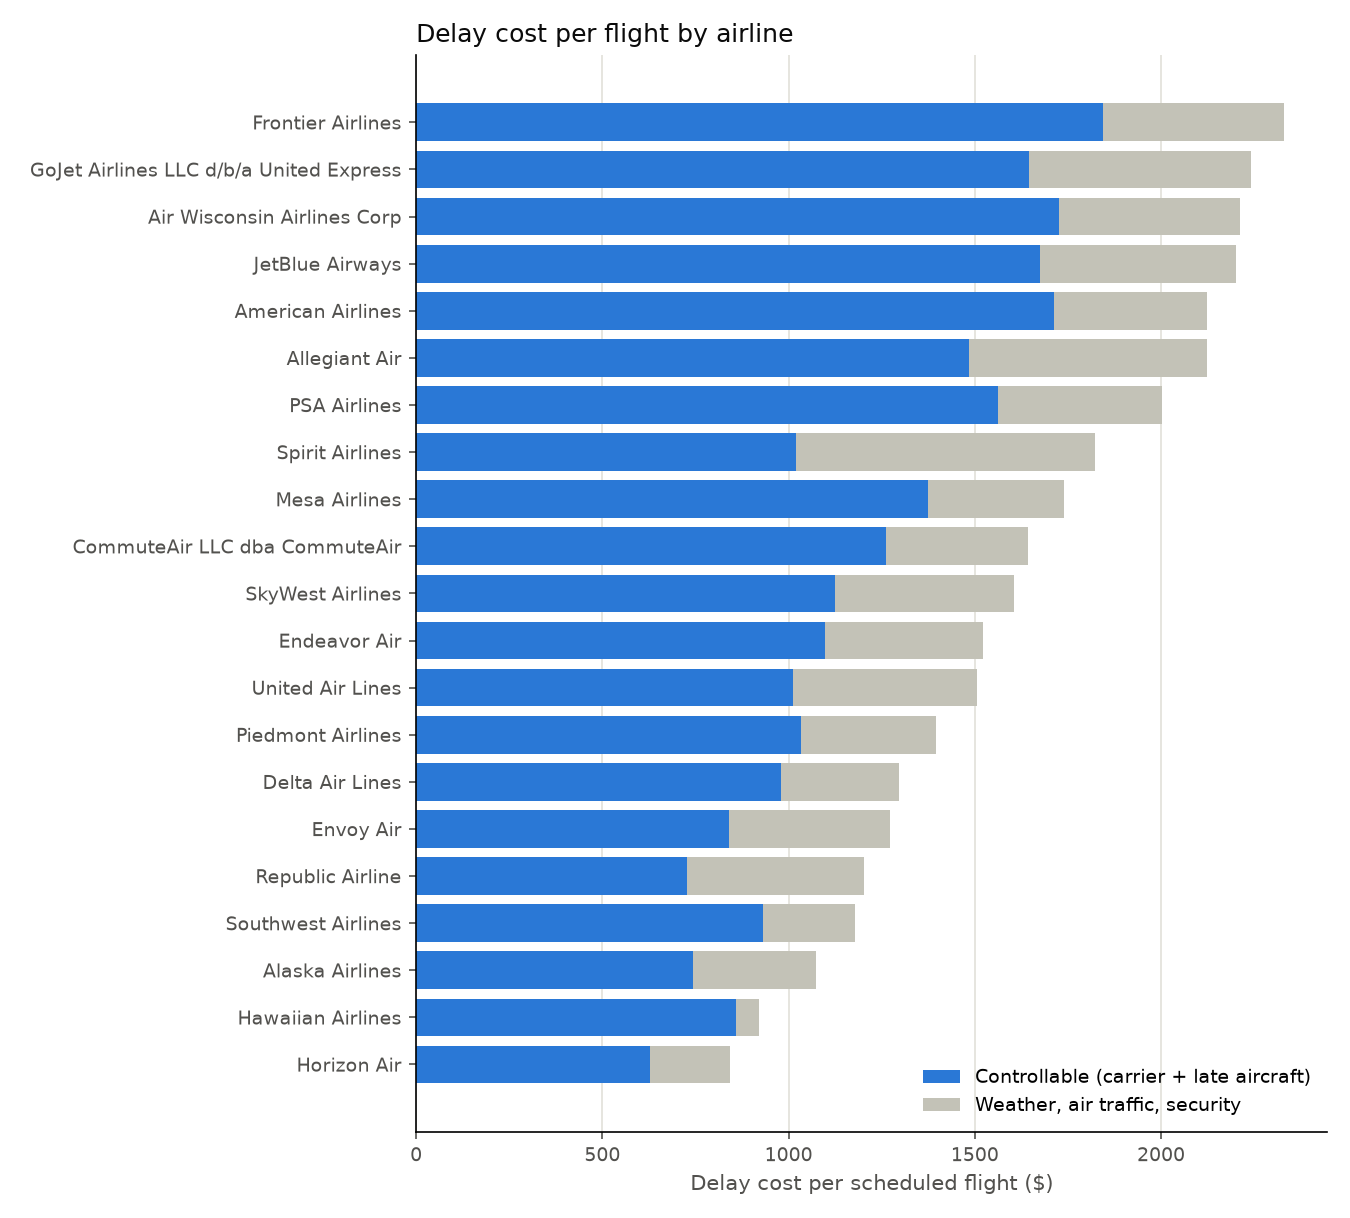 Delay cost per flight by airline
Frontier Airlines
GoJet Airlines LLC d/b/a United Express
Air Wisconsin Airlines Corp
JetBlue Airways
American Airlines
Allegiant Air
PSA Airlines
Spirit Airlines
Mesa Airlines
CommuteAir LLC dba CommuteAir
SkyWest Airlines
Endeavor Air
United Air Lines
Piedmont Airlines
Delta Air Lines
Envoy Air
Republic Airline
Southwest Airlines
Alaska Airlines
Hawaiian Airlines
Horizon Air
Controllable (carrier + late aircraft)
Weather, air traffic, security
0 500 1000 1500 2000
Delay cost per scheduled flight ($)